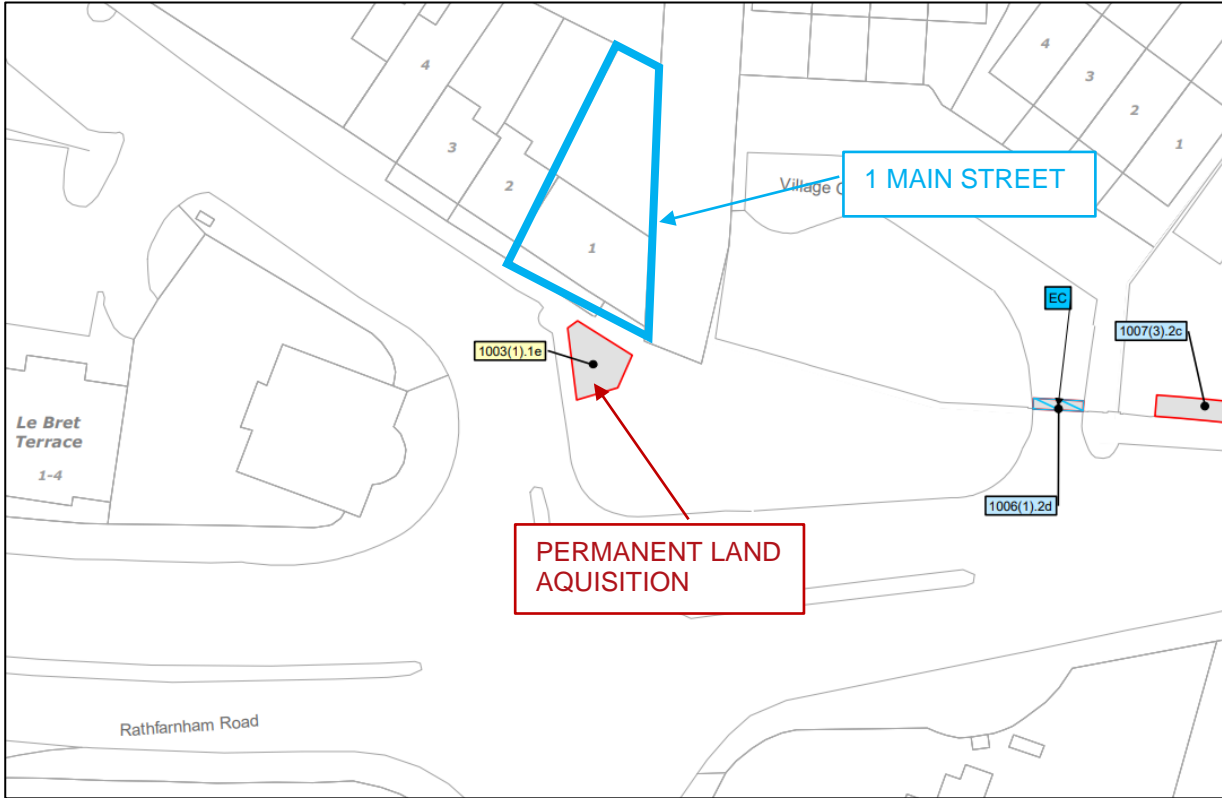 4
3
2
1
4
3
2
1
Village
1 MAIN STREET
EC
1007(3).2c
1003(1).1e
Le Bret
Terrace
1-4
1006(1).2d
PERMANENT LAND
AQUISITION
Rathfarnham Road